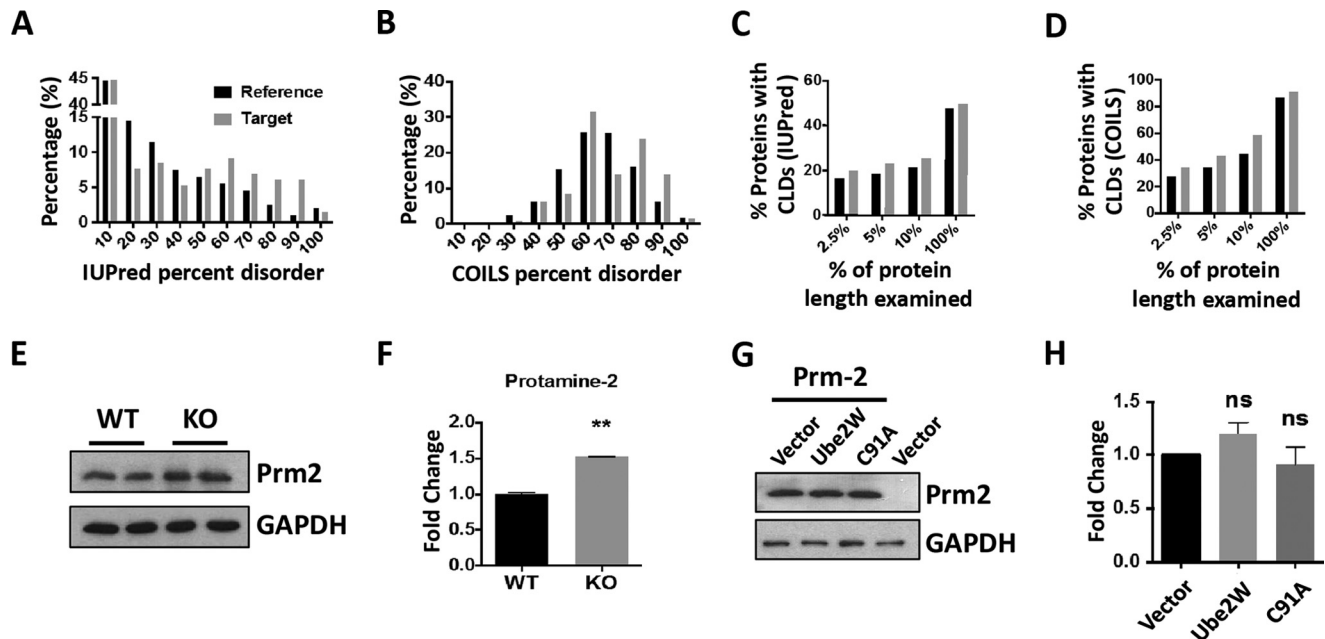 A
Percentage (%)
45
40
15
10
5
0
Reference
Target
10 20 30 40 50 60 70 80 90 100
IUPred percent disorder
B
Percentage (%)
40
30
20
10
0
10 20 30 40 50 60 70 80 90 100
COILS percent disorder
C
% Proteins with
CLDs (IUPred)
60
40
20
0
2.5% 5% 10% 100%
% of protein
length examined
D
% Proteins with
CLDs (COILS)
100
80
60
40
20
0
2.5% 5% 10% 100%
% of protein
length examined
E
WT KO
Prm2
GAPDH
F
Protamine-2
Fold Change
2.0
1.5
1.0
0.5
0.0
**
WT KO
G
Prm-2
Vector Ube2W C91A Vector
Prm2
GAPDH
H
Fold Change
1.5
1.0
0.5
0.0
ns ns
Vector Ube2W C91A